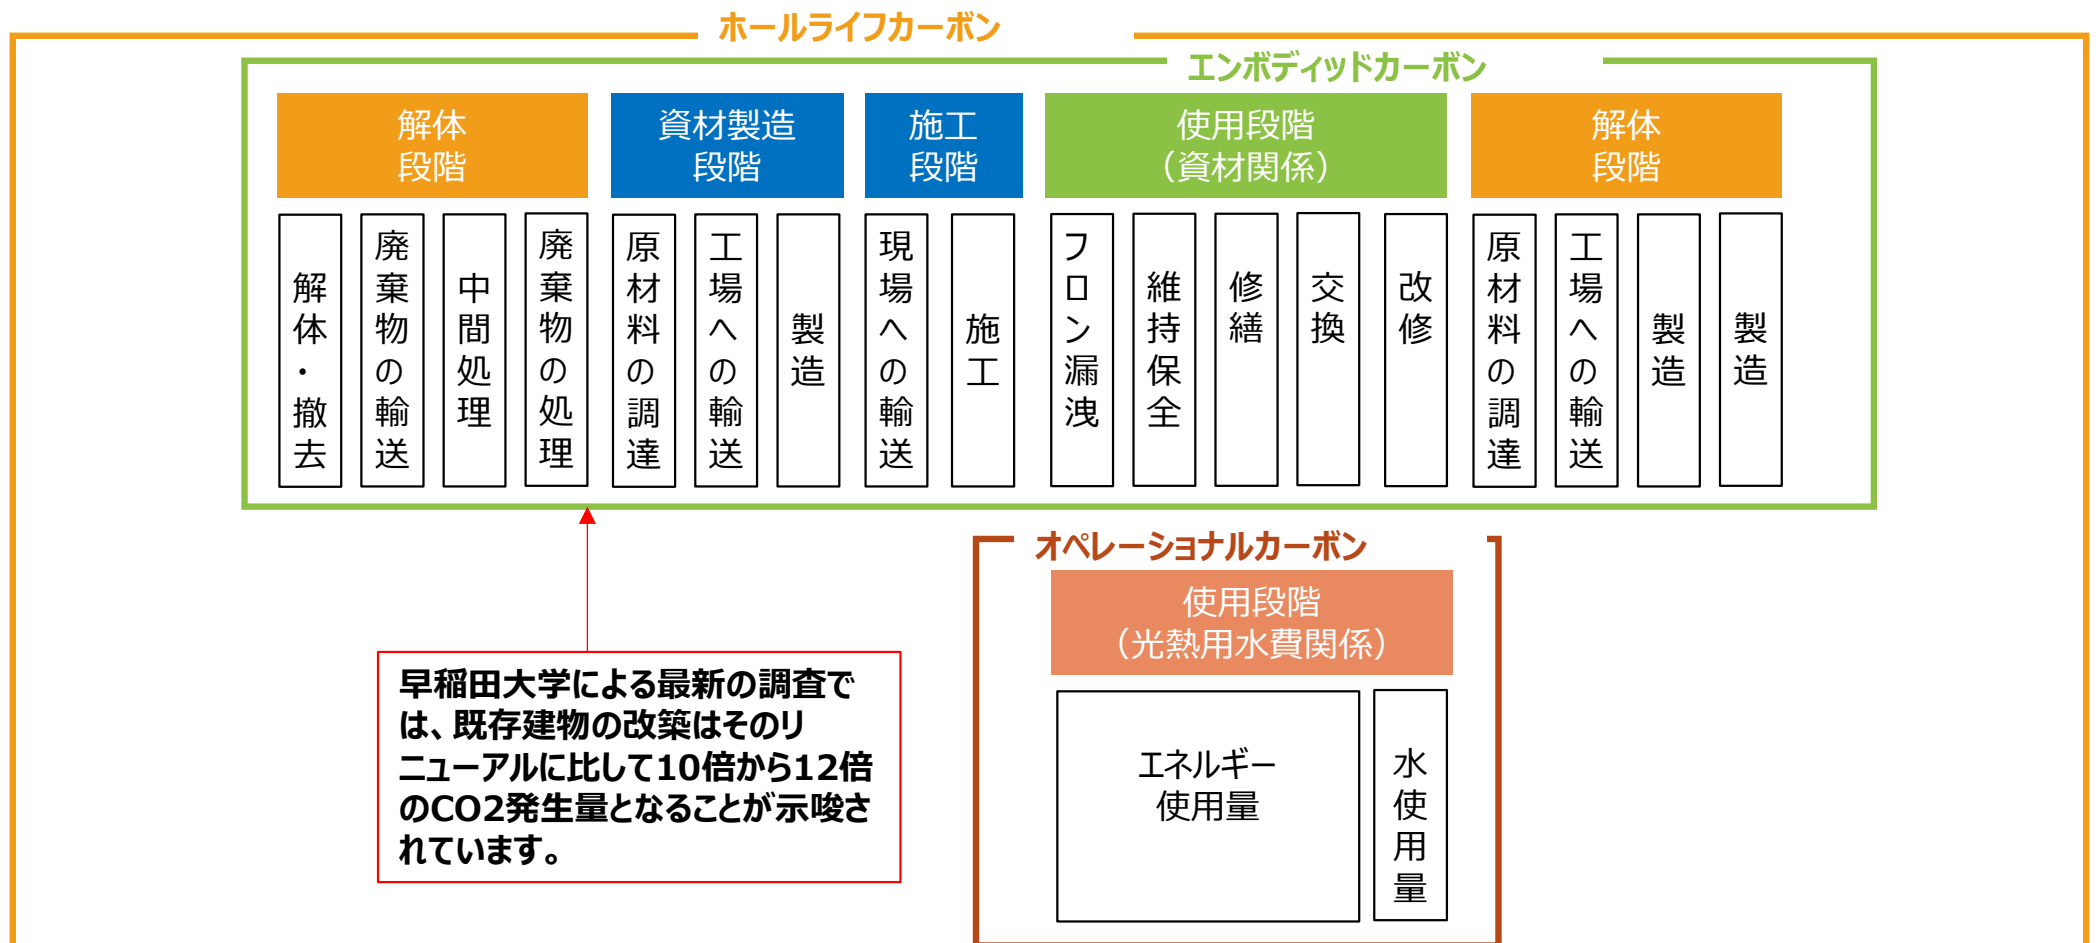 ホールライフカーボン
エンボディッドカーボン
解体
段階
資材製造
段階
施工
段階
使用段階
（資材関係）
解体
段階
解体・撤去
廃棄物の輸送
中間処理
廃棄物の処理
原材料の調達
工場への輸送
製造
現場への輸送
施工
フロン漏洩
維持保全
修繕
交換
改修
原材料の調達
工場への輸送
製造
製造
オペレーショナルカーボン
使用段階
（光熱用水費関係）
エネルギー
使用量
水使用量
早稲田大学による最新の調査で
は、既存建物の改築はそのリ
ニューアルに比して10倍から12倍
のCO2発生量となることが示唆さ
れています。